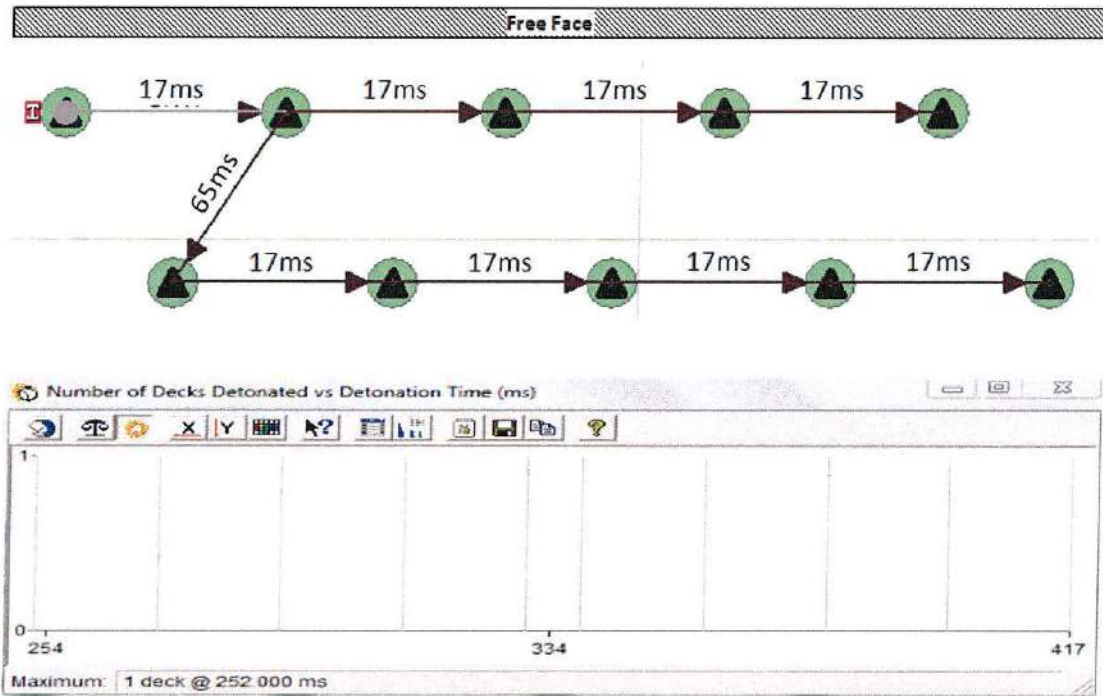 Free Face
17ms 17ms 17ms 17ms
65ms
17ms 17ms 17ms 17ms
Number of Decks Detonated vs Detonation Time (ms)
X Y
1
0
254 334 417
Maximum: 1 deck @ 252.000 ms